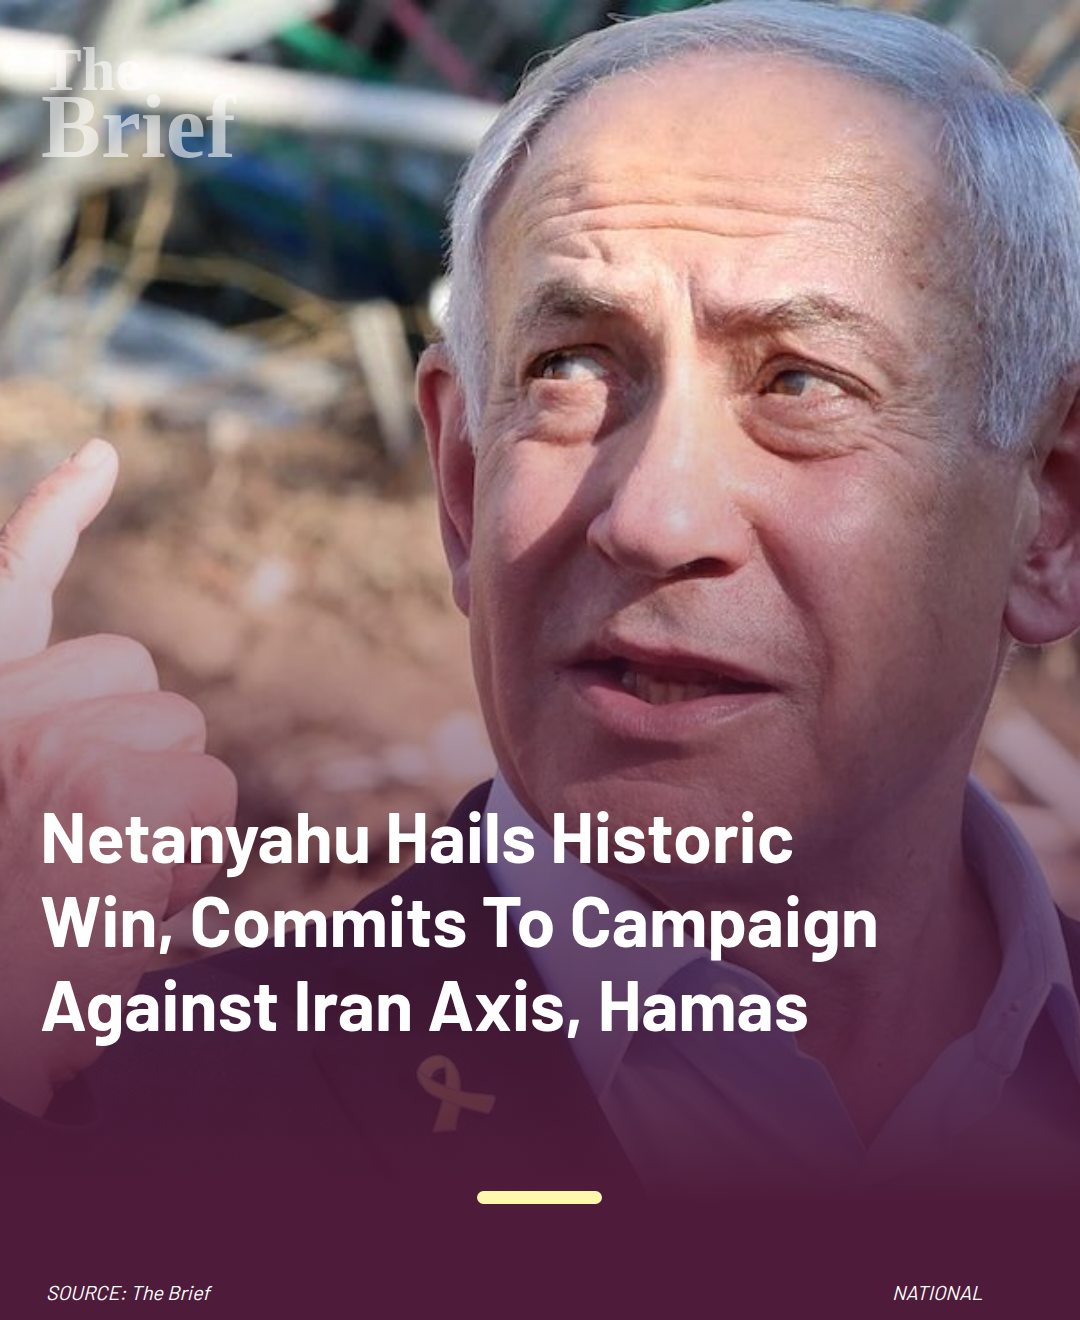 The
Brief
Netanyahu Hails Historic
Win, Commits To Campaign
Against Iran Axis, Hamas
SOURCE: The Brief
NATIONAL